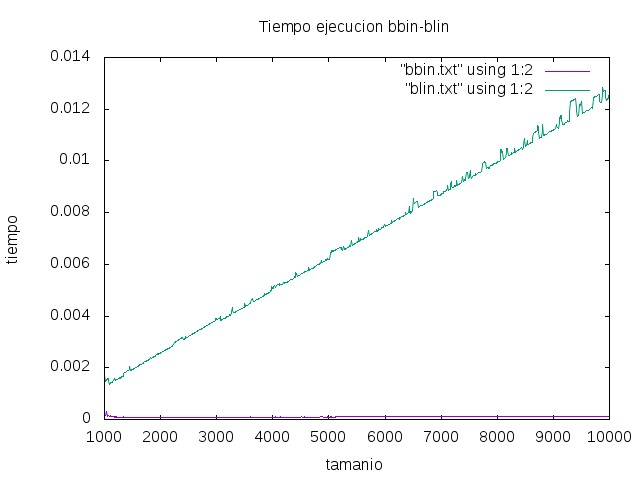 Tiempo ejecucion bbin-blin
0.014
"bbin.txt" using 1:2
"blin.txt" using 1:2
0.012
0.01
0.008
tiempo
0.006
0.004
0.002
0
1000 2000 3000 4000 5000 6000 7000 8000 9000 10000
tamanio